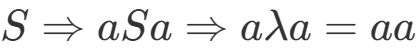 S ⇒ aSa ⇒ aλa = aa